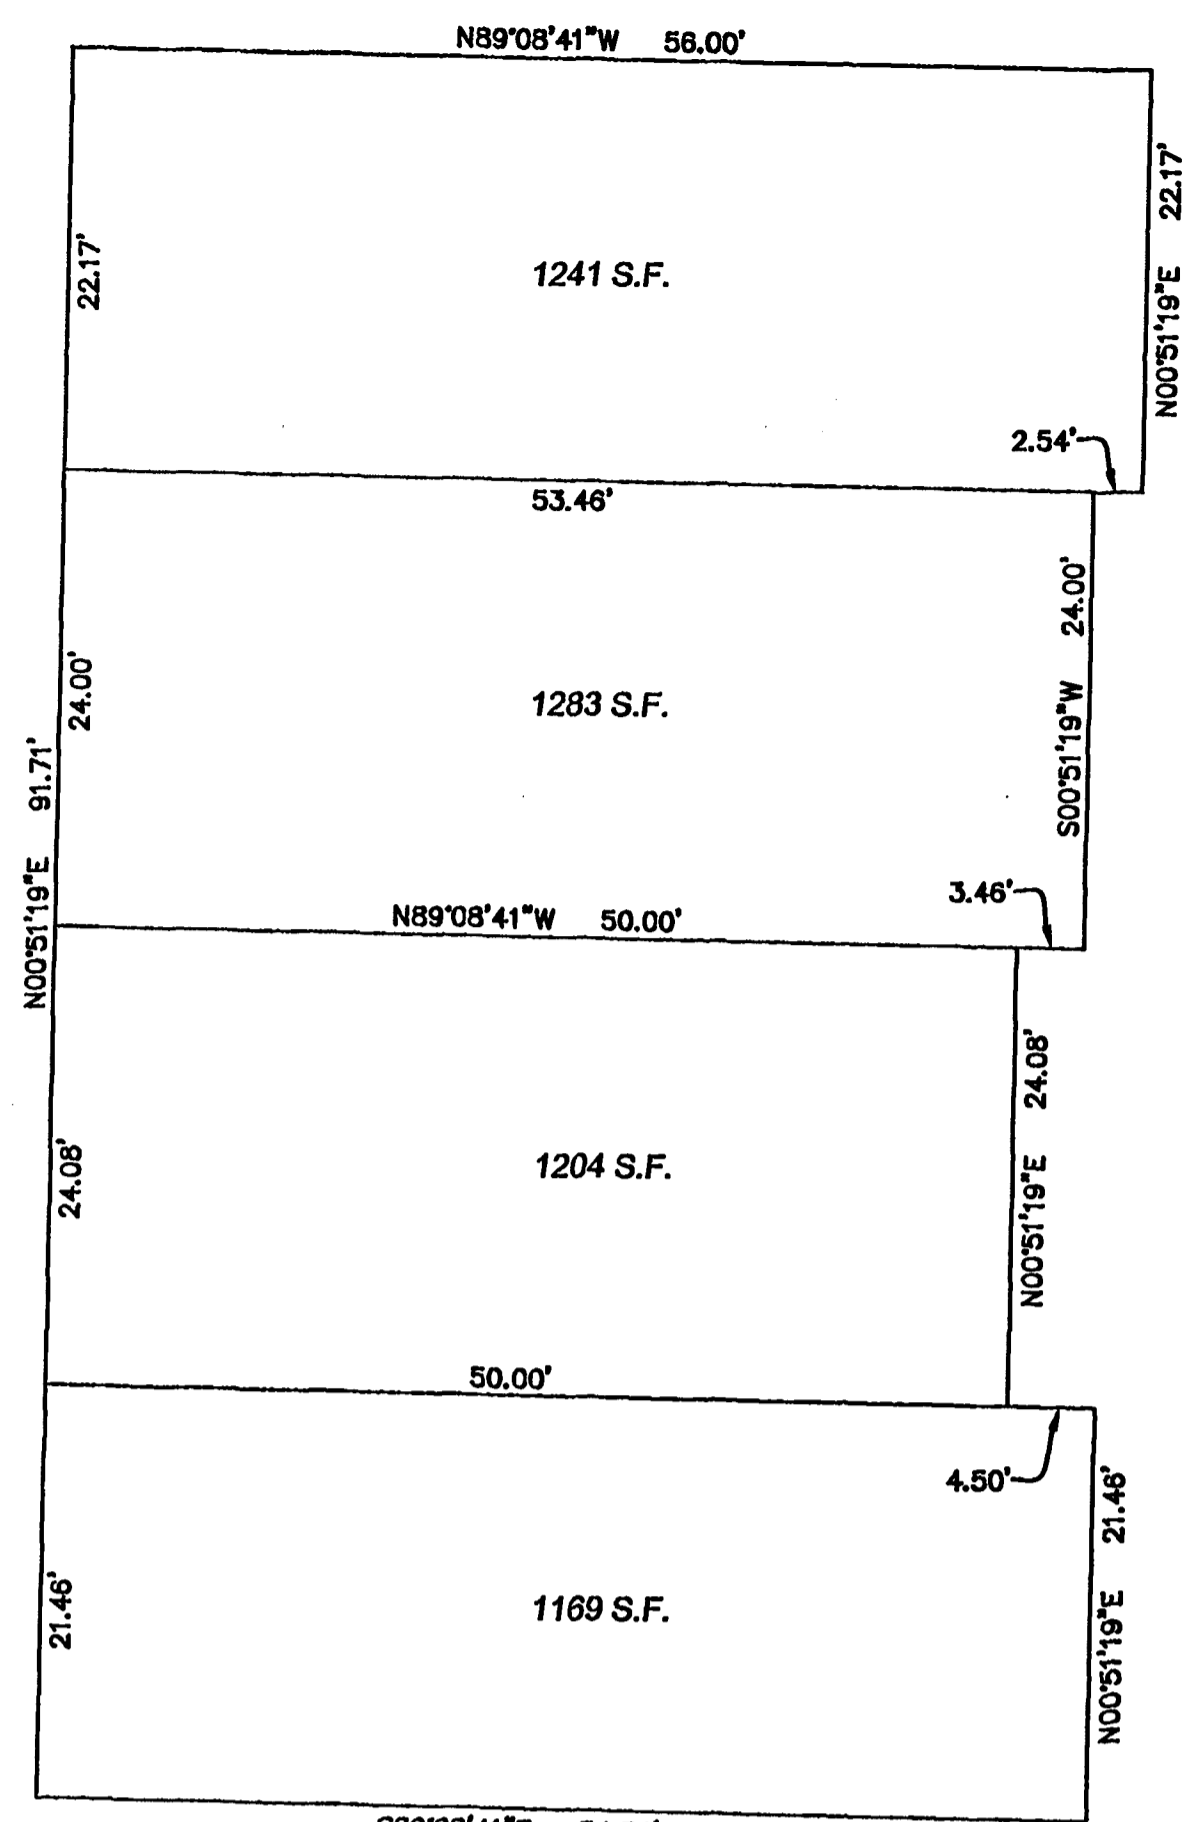 N89°08'41"W 56.00'
22.17'
N00°51'19"E 22.17'
1241 S.F.
2.54'
53.46'
24.00'
S00°51'19"W 24.00'
1283 S.F.
N00°51'19"E 91.71'
3.46'
N89°08'41"W 50.00'
24.08'
N00°51'19"E 24.08'
1204 S.F.
50.00'
4.50'
21.46'
N00°51'19"E 21.46'
1169 S.F.